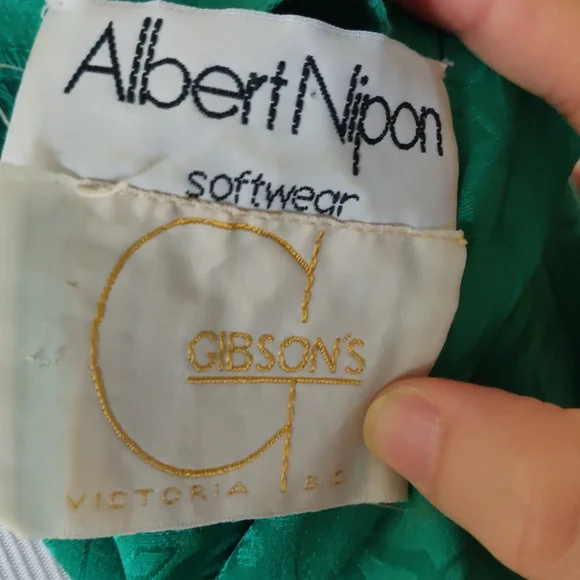 Albert Nipon
softwear
GIBSON'S
VICTORIA B.C.